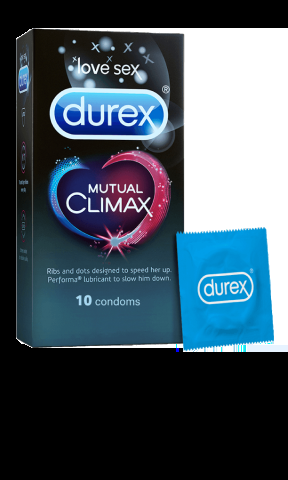 love sex
durex®
MUTUAL
CLIMAX
Ribs and dots designed to speed her up.
Performa® lubricant to slow him down.
10 condoms
durex®